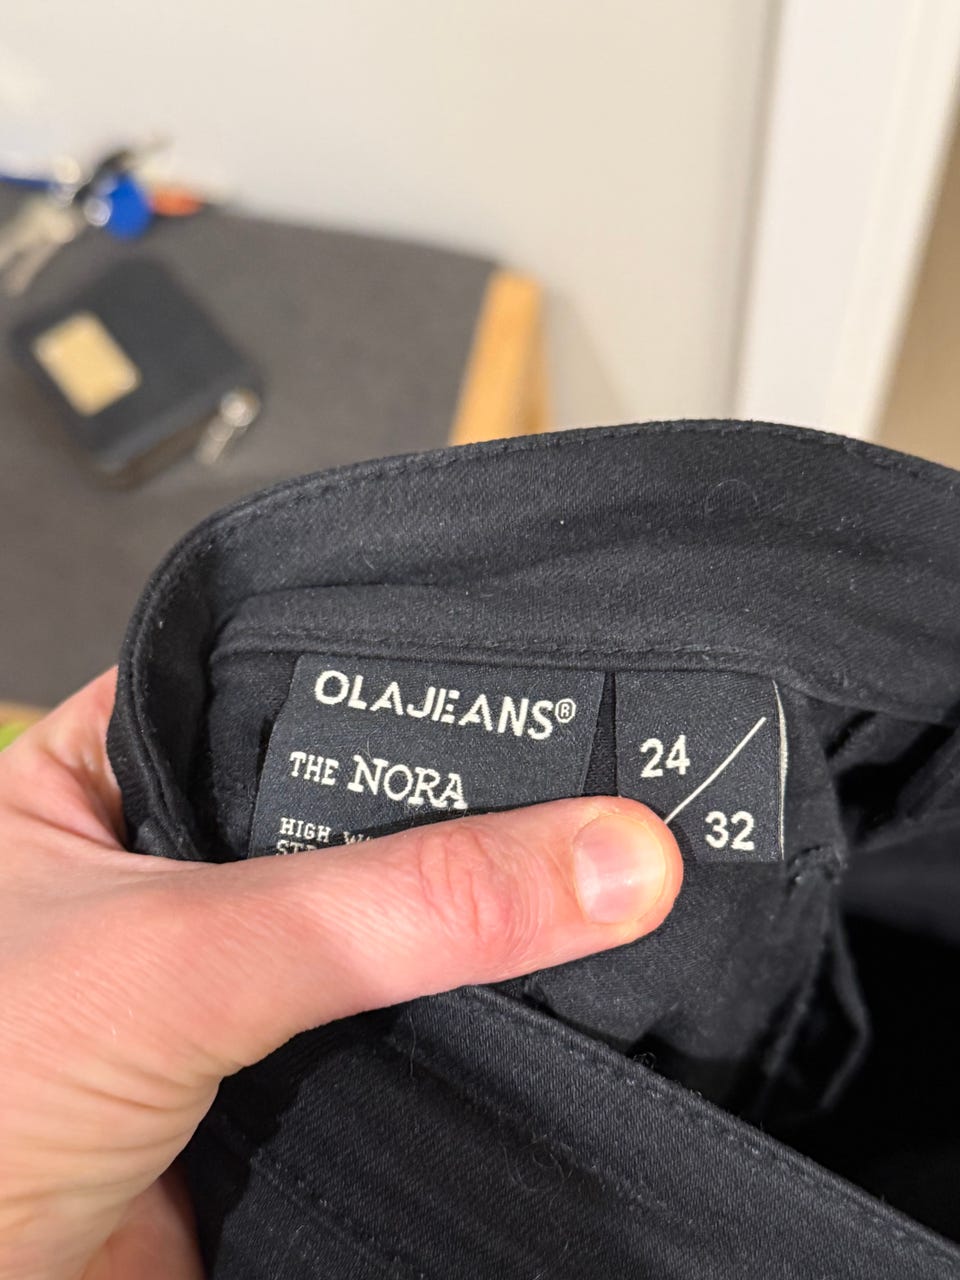 OLAJEANS®
THE NORA
HIGH
24
32